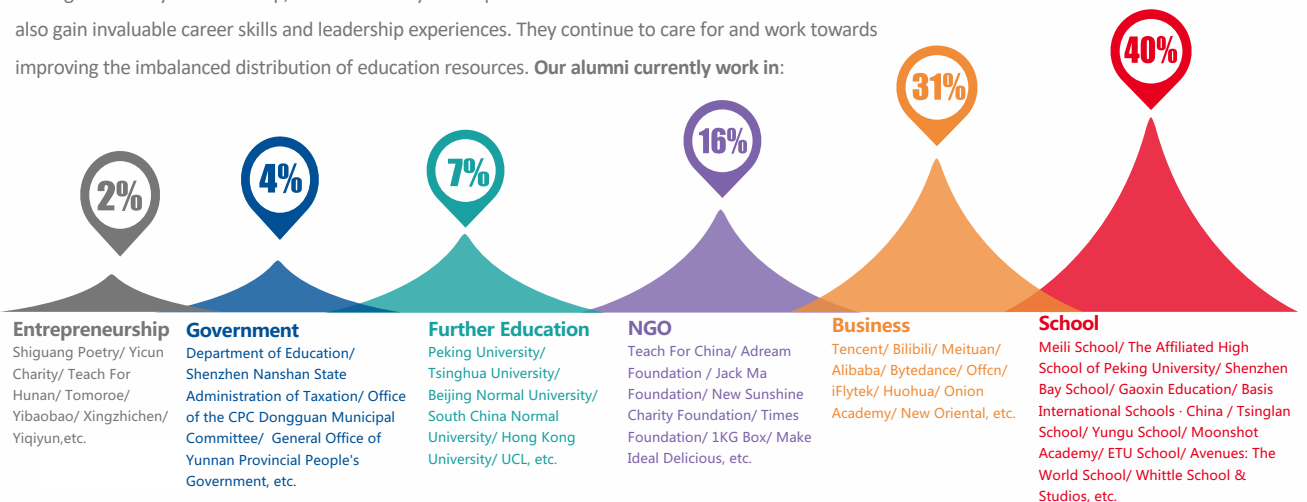 also gain invaluable career skills and leadership experiences. They continue to care for and work towards
improving the imbalanced distribution of education resources. Our alumni currently work in:
2%
4%
7%
16%
31%
40%
Entrepreneurship
Shiguang Poetry/ Yicun
Charity/ Teach For
Hunan/ Tomoroe/
Yibaobao/ Xingzhichen/
Yiqiyun,etc.
Government
Department of Education/
Shenzhen Nanshan State
Administration of Taxation/ Office
of the CPC Dongguan Municipal
Committee/ General Office of
Yunnan Provincial People's
Government, etc.
Further Education
Peking University/
Tsinghua University/
Beijing Normal University/
South China Normal
University/ Hong Kong
University/ UCL, etc.
NGO
Teach For China/ Adream
Foundation / Jack Ma
Foundation/ New Sunshine
Charity Foundation/ Times
Foundation/ 1KG Box/ Make
Ideal Delicious, etc.
Business
Tencent/ Bilibili/ Meituan/
Alibaba/ Bytedance/ Offcn/
iFlytek/ Huohua/ Onion
Academy/ New Oriental, etc.
School
Meili School/ The Affiliated High
School of Peking University/ Shenzhen
Bay School/ Gaoxin Education/ Basis
International Schools · China / Tsinglan
School/ Yungu School/ Moonshot
Academy/ ETU School/ Avenues: The
World School/ Whittle School &
Studios, etc.